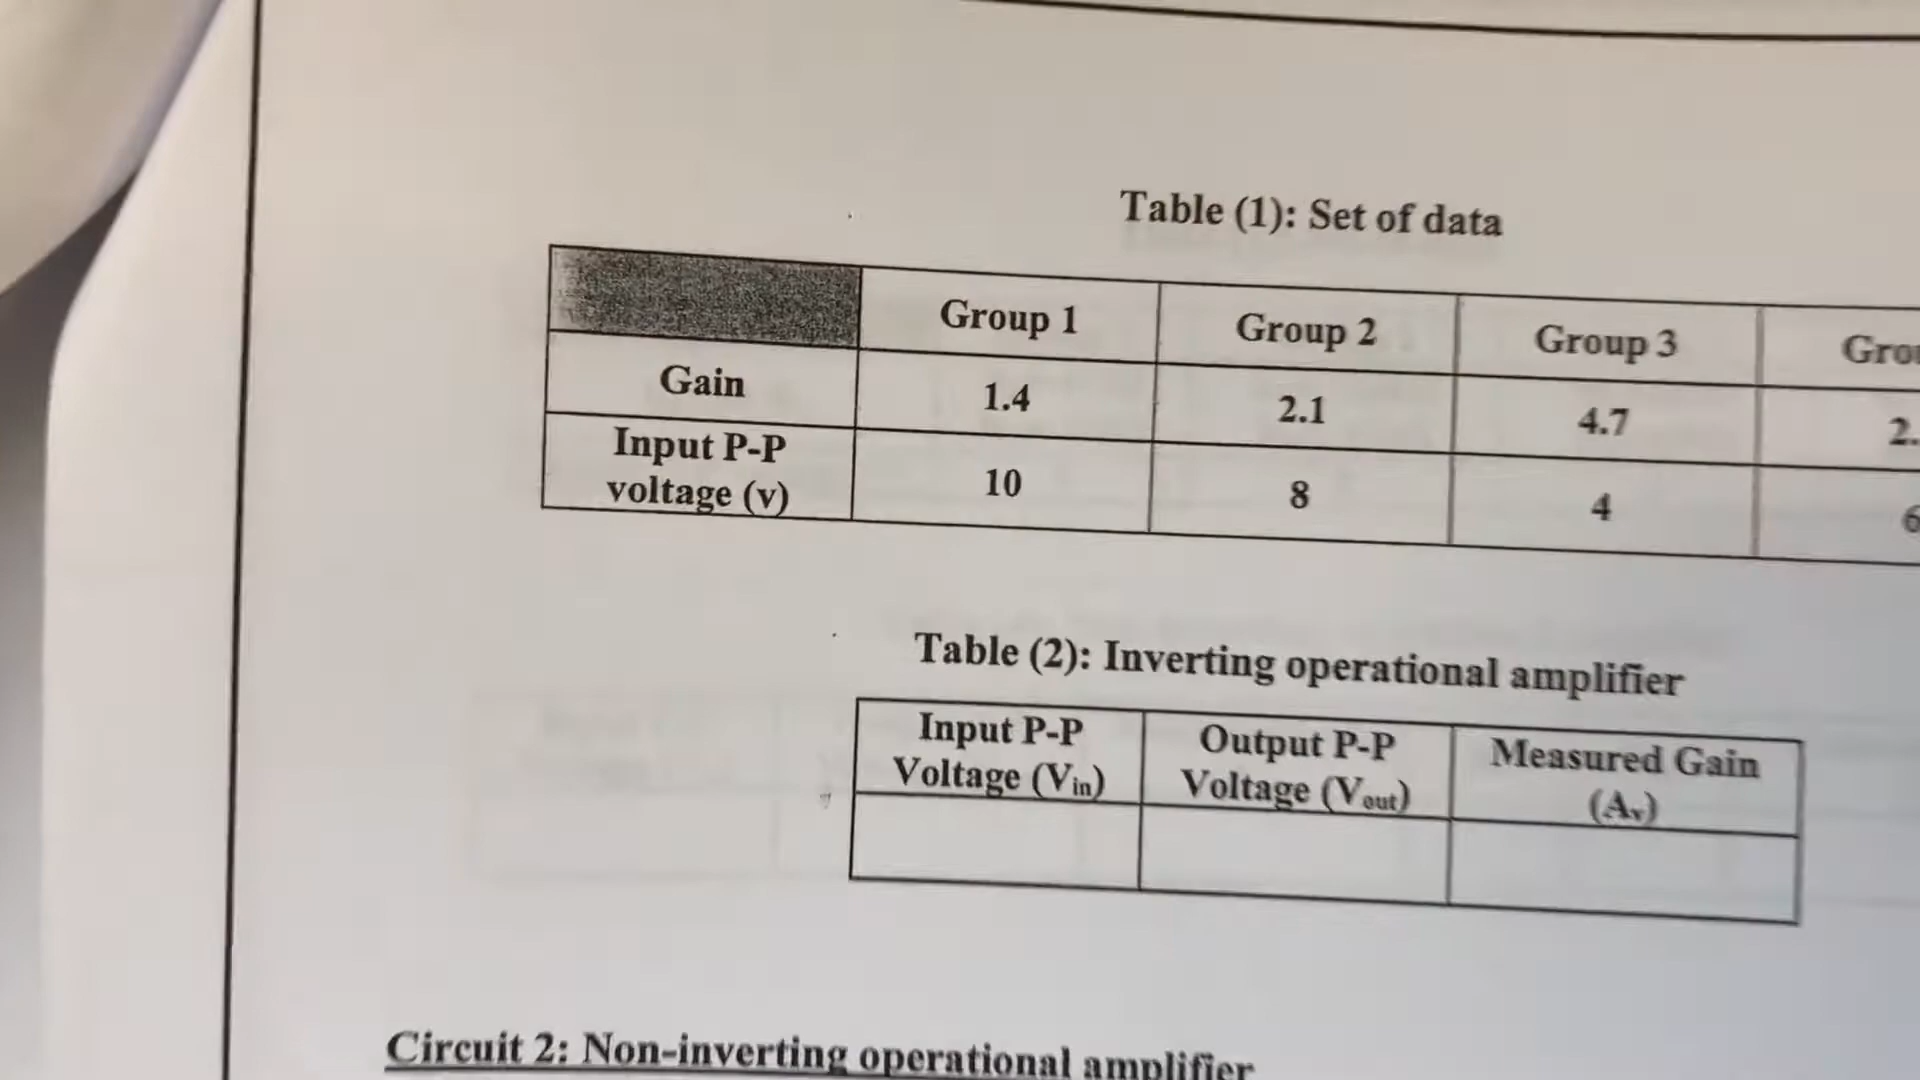 Table (1): Set of data
Group 1 Group 2 Group 3
Gain 1.4 2.1 4.7
Input P-P
voltage (v) 10 8 4
Table (2): Inverting operational amplifier
Input P-P Output P-P Measured Gain
Voltage (Vin) Voltage (Vout) (Av)
Circuit 2: Non-inverting operational amplifier